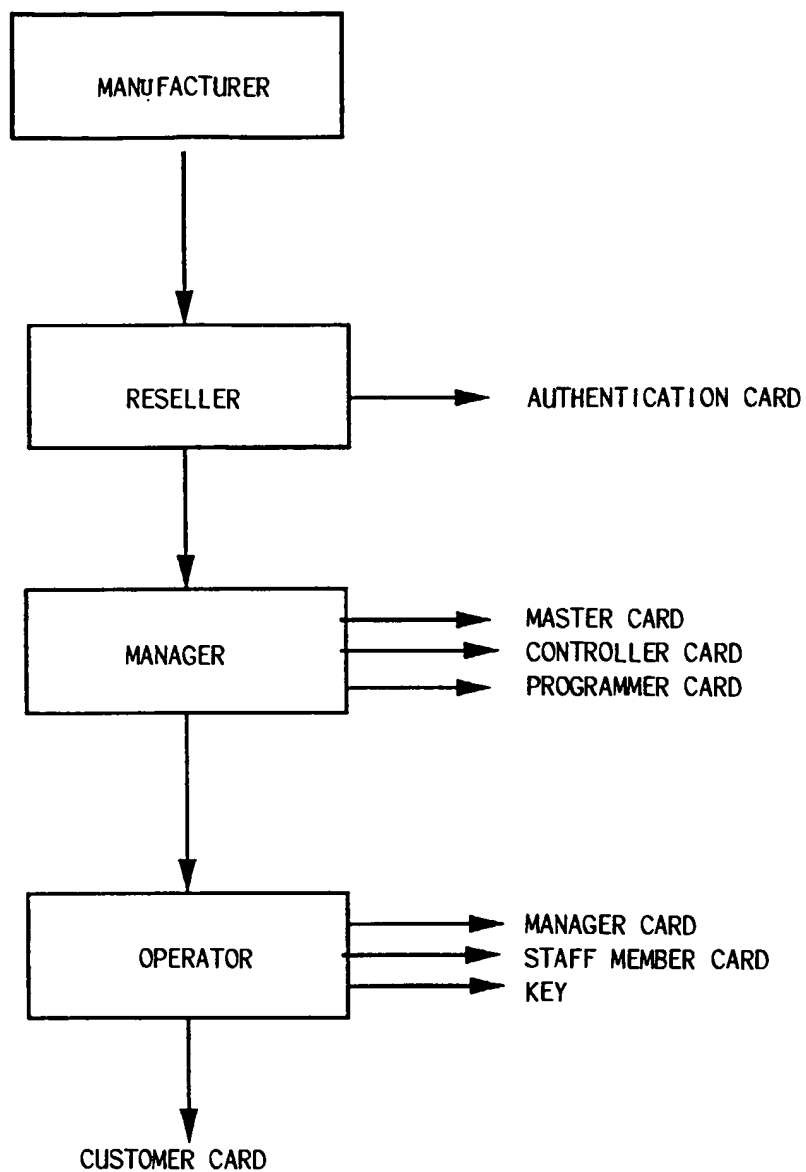 MANUFACTURER
RESELLER
AUTHENTICATION CARD
MANAGER
MASTER CARD
CONTROLLER CARD
PROGRAMMER CARD
OPERATOR
MANAGER CARD
STAFF MEMBER CARD
KEY
CUSTOMER CARD